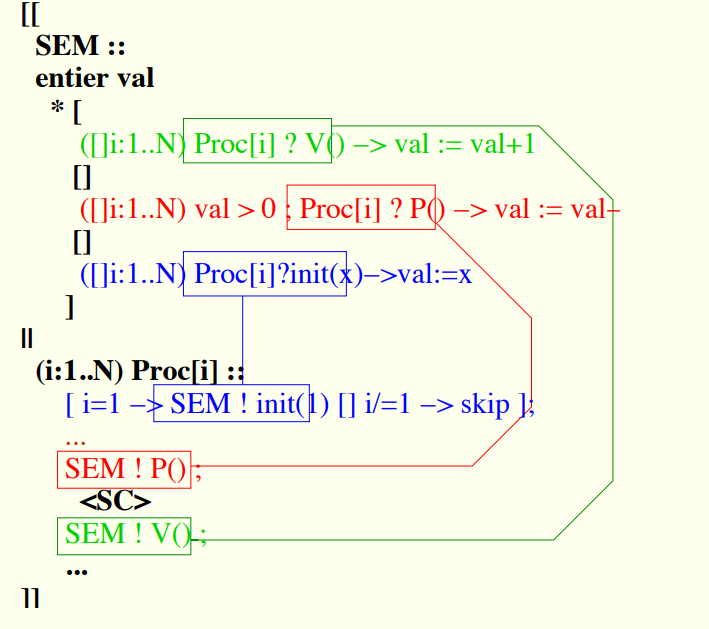 [[
SEM ::
entier val
* [
([]i:1..N) Proc[i] ? V() −> val := val+1
[]
([]i:1..N) val > 0 ; Proc[i] ? P() −> val := val−
[]
([]i:1..N) Proc[i]?init(x)−>val:=x
]
||
(i:1..N) Proc[i] ::
[ i=1 −> SEM ! init(1) [] i/=1 −> skip ];
...
SEM ! P() ;
<SC>
SEM ! V() ;
...
]]